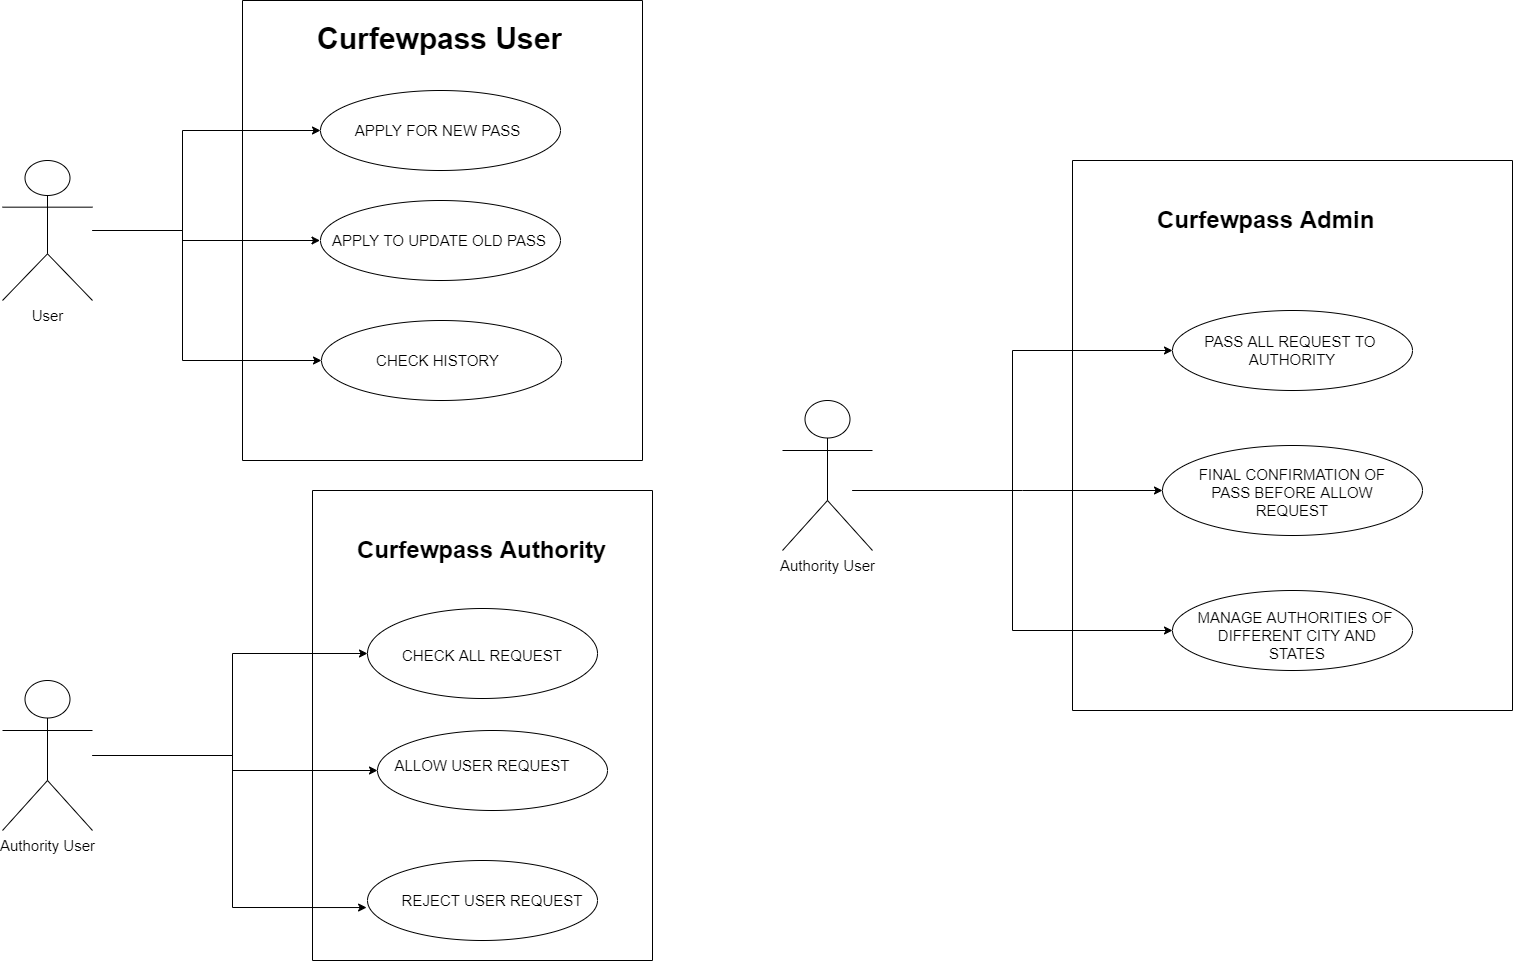 Curfewpass User
APPLY FOR NEW PASS
APPLY TO UPDATE OLD PASS
CHECK HISTORY
User
Curfewpass Authority
CHECK ALL REQUEST
ALLOW USER REQUEST
REJECT USER REQUEST
Authority User
Curfewpass Admin
PASS ALL REQUEST TO
AUTHORITY
FINAL CONFIRMATION OF
PASS BEFORE ALLOW
REQUEST
MANAGE AUTHORITIES OF
DIFFERENT CITY AND
STATES
Authority User